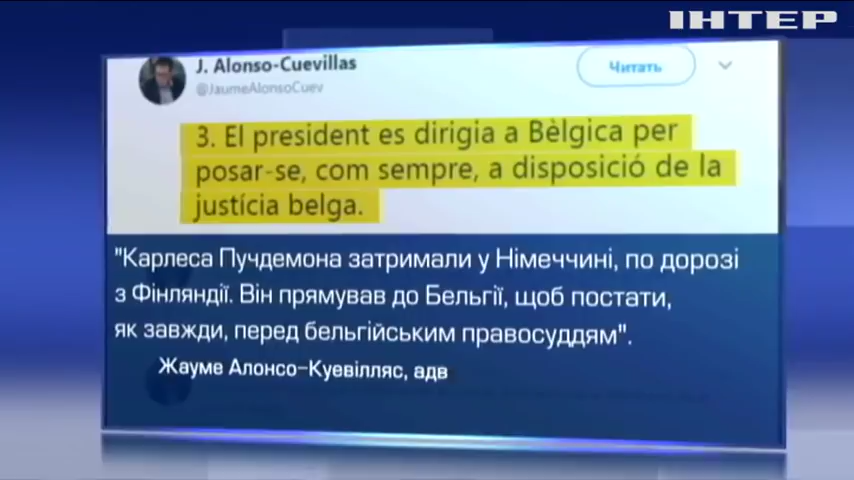 ІНТЕР
J. Alonso-Cuevillas
@JaumeAlonsoCuev
Читать
3. El president es dirigia a Bèlgica per
posar-se, com sempre, a disposició de la
justícia belga.
"Карлеса Пучдемона затримали у Німеччині, по дорозі
з Фінляндії. Він прямував до Бельгії, щоб постати,
як завжди, перед бельгійським правосуддям".
Жауме Алонсо-Куевілляс, адв